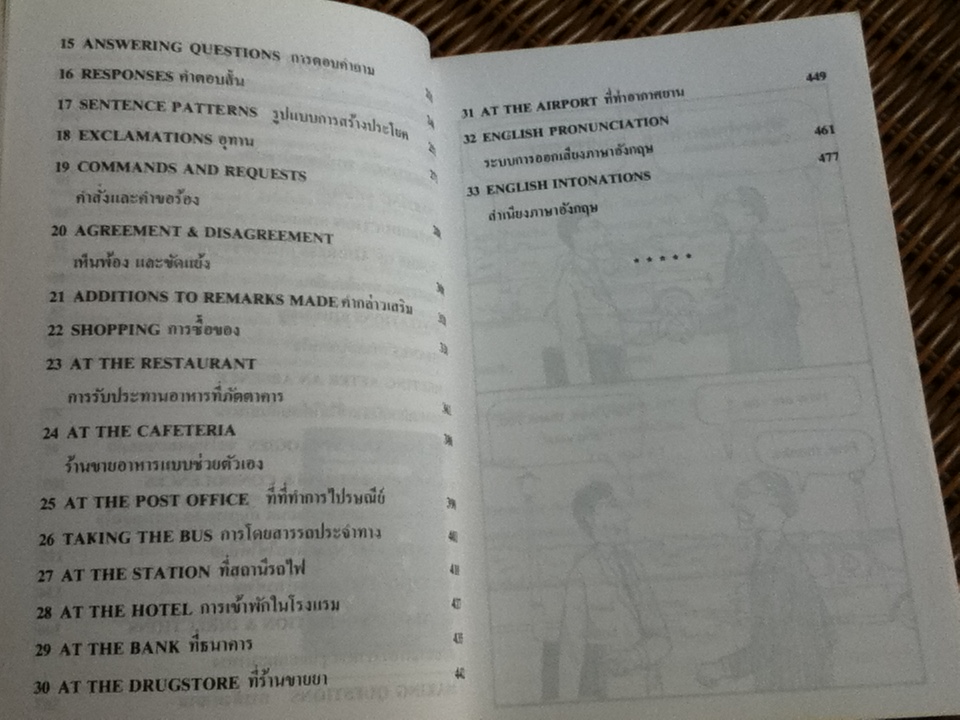 15 ANSWERING QUESTIONS การตอบคำถาม
16 RESPONSES คำตอบสั้น
17 SENTENCE PATTERNS รูปแบบการสร้างประโยค
18 EXCLAMATIONS อุทาน
19 COMMANDS AND REQUESTS
คำสั่งและคำขอร้อง
20 AGREEMENT & DISAGREEMENT
เห็นพ้อง และขัดแย้ง
21 ADDITIONS TO REMARKS MADE คำกล่าวเสริม
22 SHOPPING การซื้อของ
23 AT THE RESTAURANT
การรับประทานอาหารที่ภัตตาคาร
24 AT THE CAFETERIA
ร้านขายอาหารแบบช่วยตัวเอง
25 AT THE POST OFFICE ที่ที่ทำการไปรษณีย์
26 TAKING THE BUS การโดยสารรถประจำทาง
27 AT THE STATION ที่สถานีรถไฟ
28 AT THE HOTEL การเข้าพักในโรงแรม
29 AT THE BANK ที่ธนาคาร
30 AT THE DRUGSTORE ที่ร้านขายยา
31 AT THE AIRPORT ที่ท่าอากาศยาน 449
32 ENGLISH PRONUNCIATION
ระบบการออกเสียงภาษาอังกฤษ 461
33 ENGLISH INTONATIONS 477
สำเนียงภาษาอังกฤษ